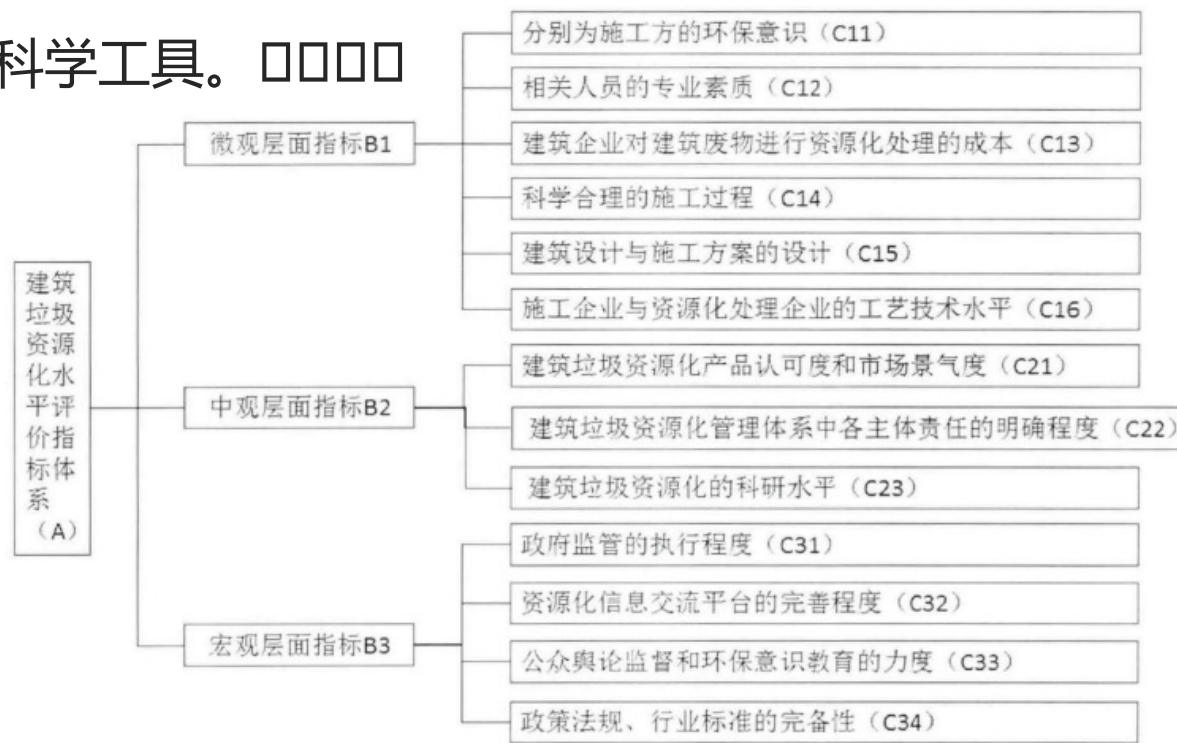 科学工具。□□□□
分别为施工方的环保意识（C11）
相关人员的专业素质（C12）
微观层面指标B1
建筑企业对建筑废物进行资源化处理的成本（C13）
科学合理的施工过程（C14）
建筑设计与施工方案的设计（C15）
施工企业与资源化处理企业的工艺技术水平（C16）
建筑
垃圾
资源
化水
平评
价指
标体
系
（A）
建筑垃圾资源化产品认可度和市场景气度（C21）
中观层面指标B2
建筑垃圾资源化管理体系中各主体责任的明确程度（C22）
建筑垃圾资源化的科研水平（C23）
政府监管的执行程度（C31）
资源化信息交流平台的完善程度（C32）
宏观层面指标B3
公众舆论监督和环保意识教育的力度（C33）
政策法规、行业标准的完备性（C34）